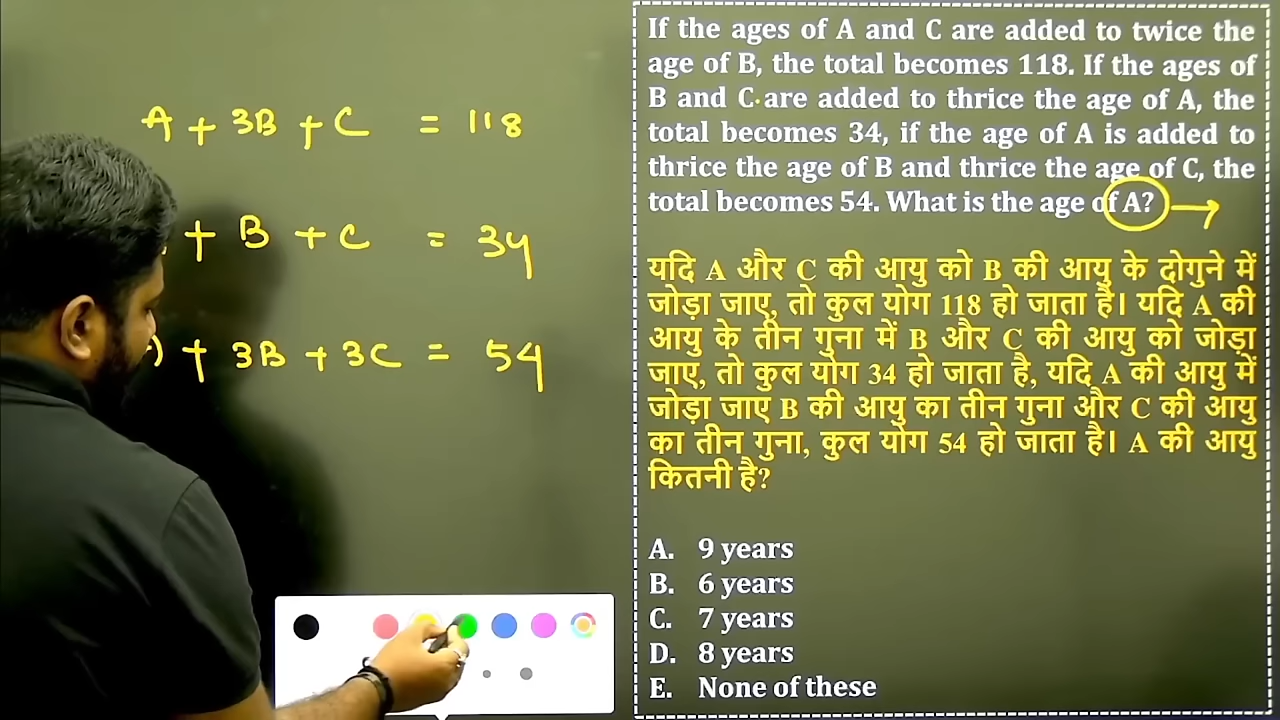 A + 3B + C = 118
+ B + C = 34
+ 3B + 3C = 54
If the ages of A and C are added to twice the
age of B, the total becomes 118. If the ages of
B and C are added to thrice the age of A, the
total becomes 34, if the age of A is added to
thrice the age of B and thrice the age of C, the
total becomes 54. What is the age of A?
यदि A और C की आयु को B की आयु के दोगुने में
जोड़ा जाए, तो कुल योग 118 हो जाता है। यदि A की
आयु के तीन गुना में B और C की आयु को जोड़ा
जाए, तो कुल योग 34 हो जाता है, यदि A की आयु में
जोड़ा जाए B की आयु का तीन गुना और C की आयु
का तीन गुना, कुल योग 54 हो जाता है। A की आयु
कितनी है?
A. 9 years
B. 6 years
C. 7 years
D. 8 years
E. None of these